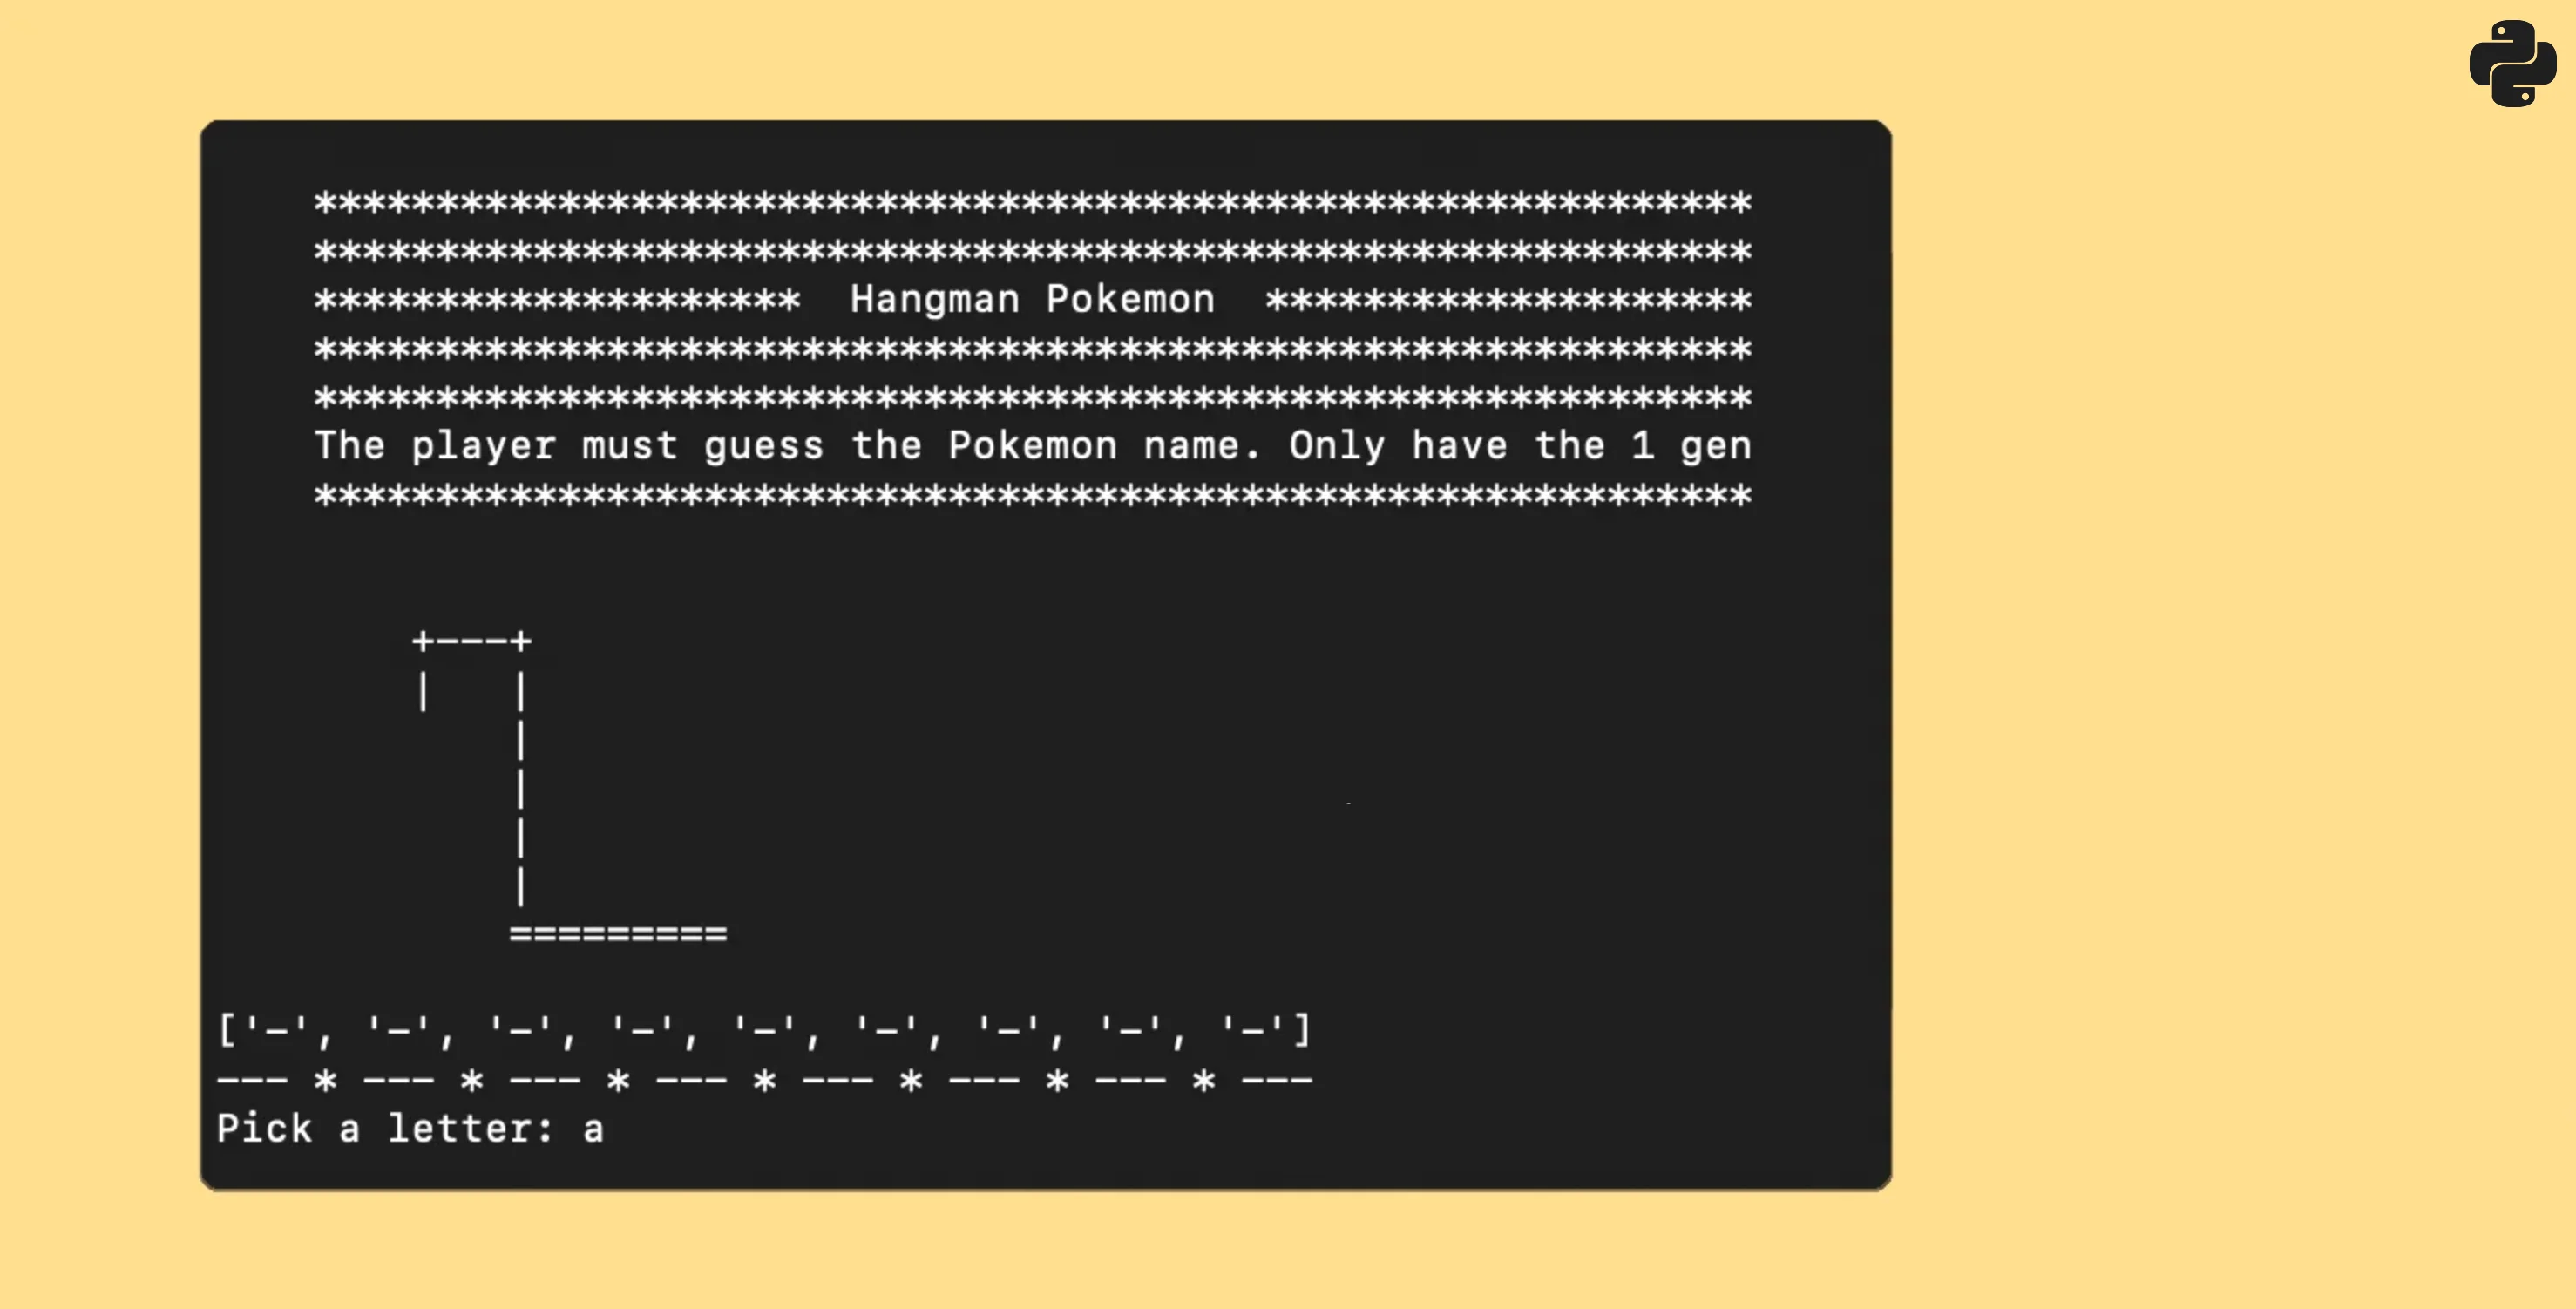 ***********************************************************
***********************************************************
********************  Hangman Pokemon  ********************
***********************************************************
***********************************************************
The player must guess the Pokemon name. Only have the 1 gen
***********************************************************
+---+
|   |
|
|
|
|
=========
['-', '-', '-', '-', '-', '-', '-', '-', '-']
--- * --- * --- * --- * --- * --- * --- * ---
Pick a letter: a